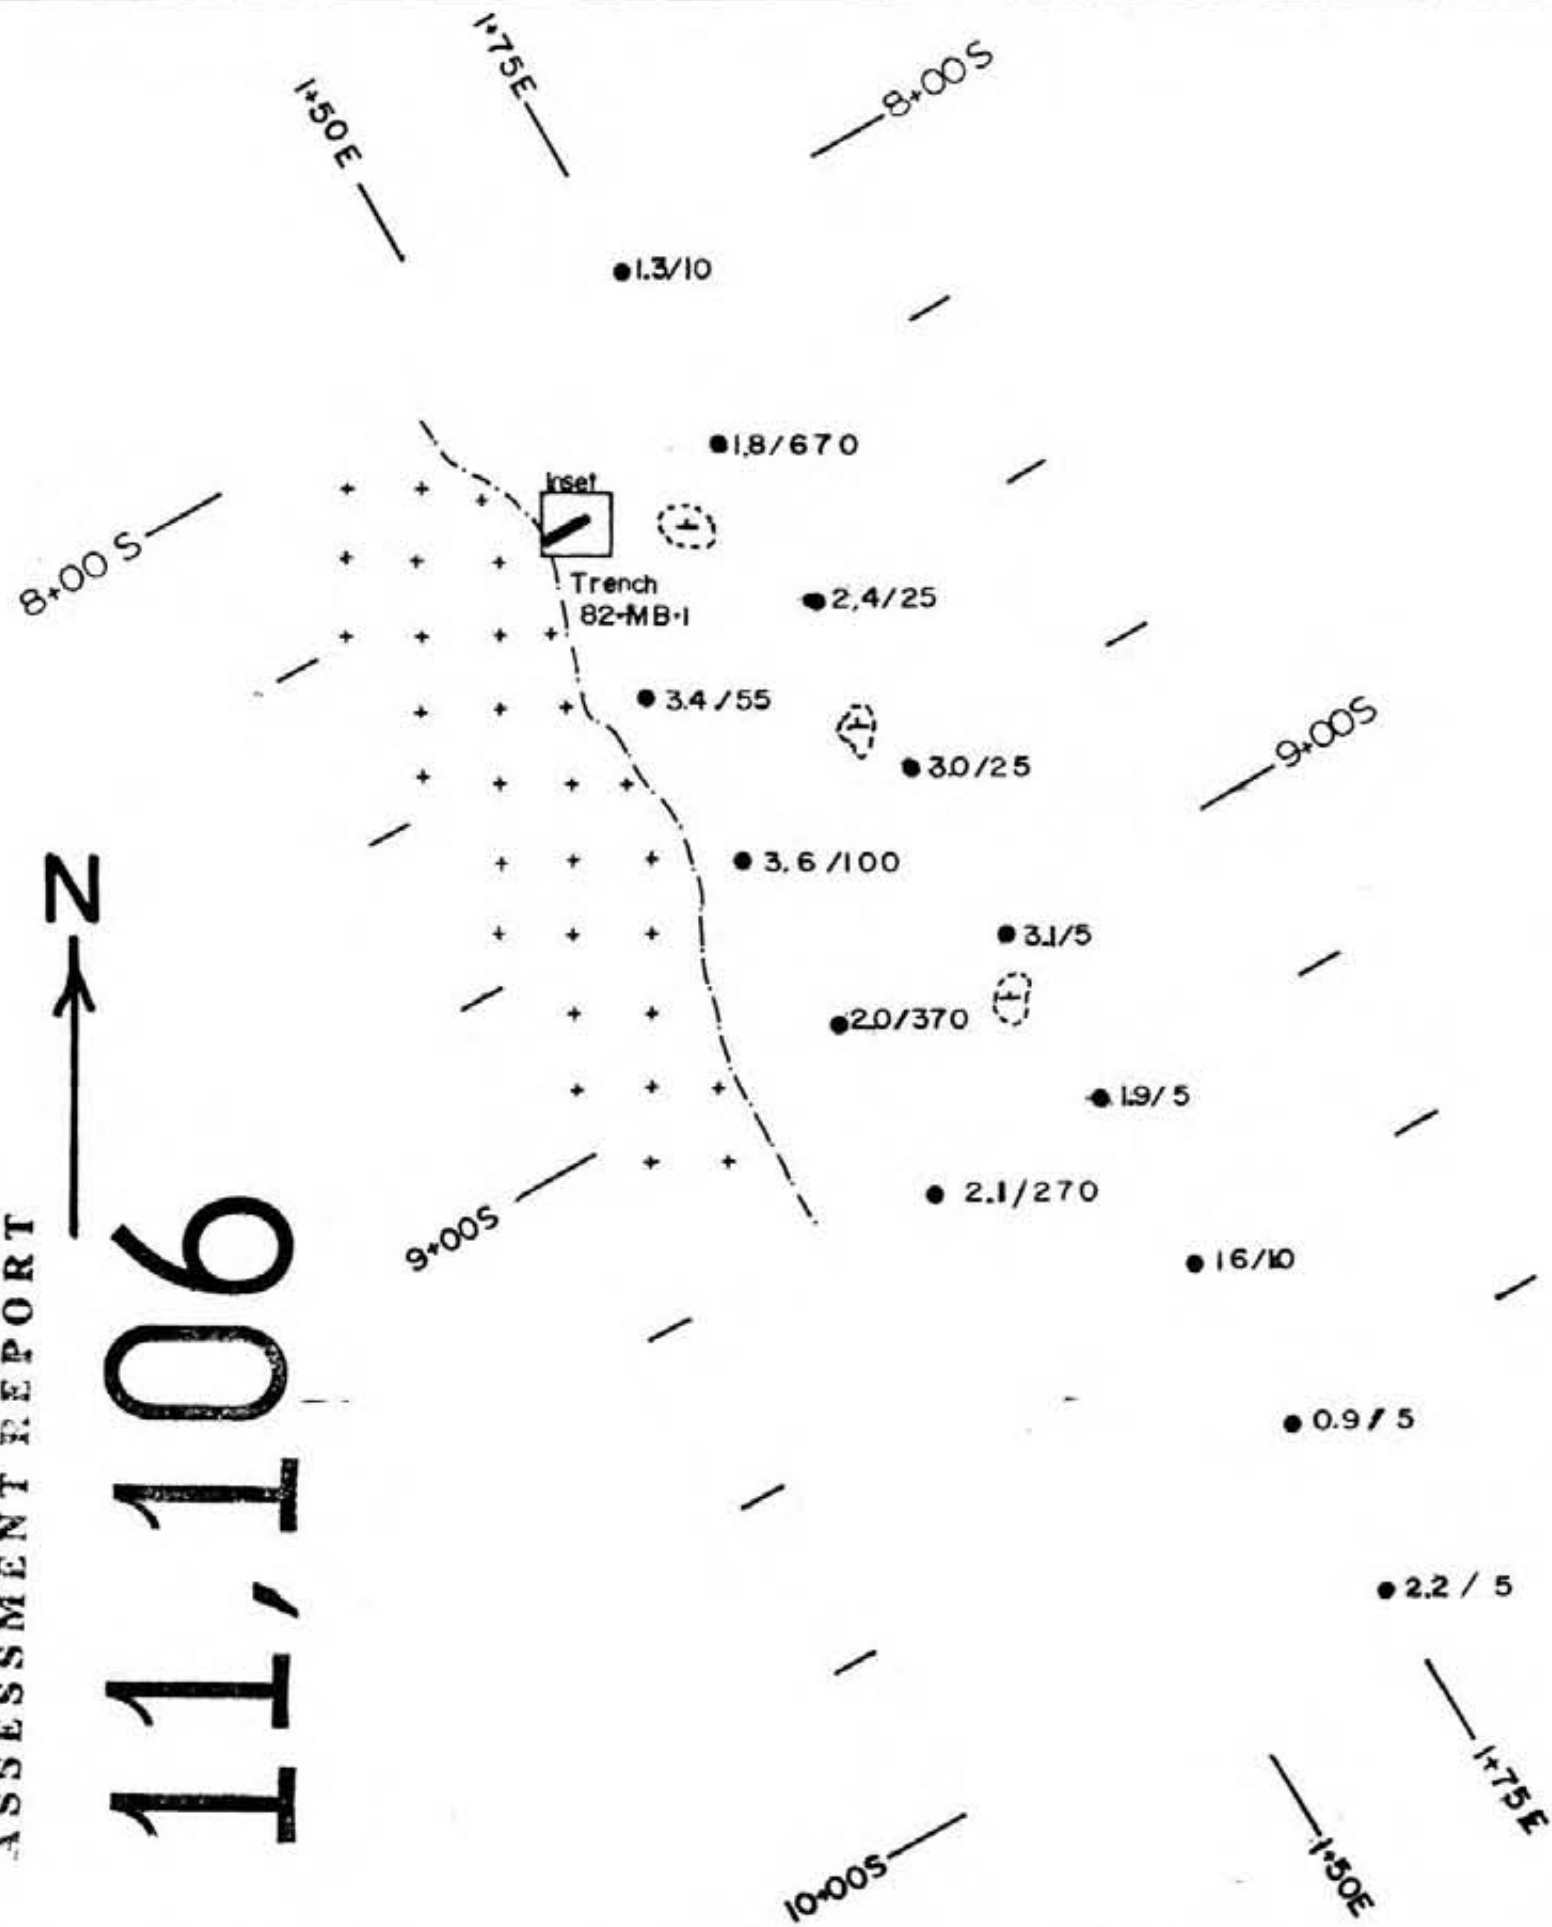 1+75E
1+50E
8+00S
1.3/10
1.8/670
Inset
8+00S
Trench
82-MB-1
2.4/25
3.4/55
9+00S
3.0/25
N
3.6/100
3.1/5
2.0/370
1.9/5
2.1/270
9+00S
1.6/10
0.9/5
2.2/5
1+75E
1+50E
10+00S
ASSESSMENT REPORT
11,106